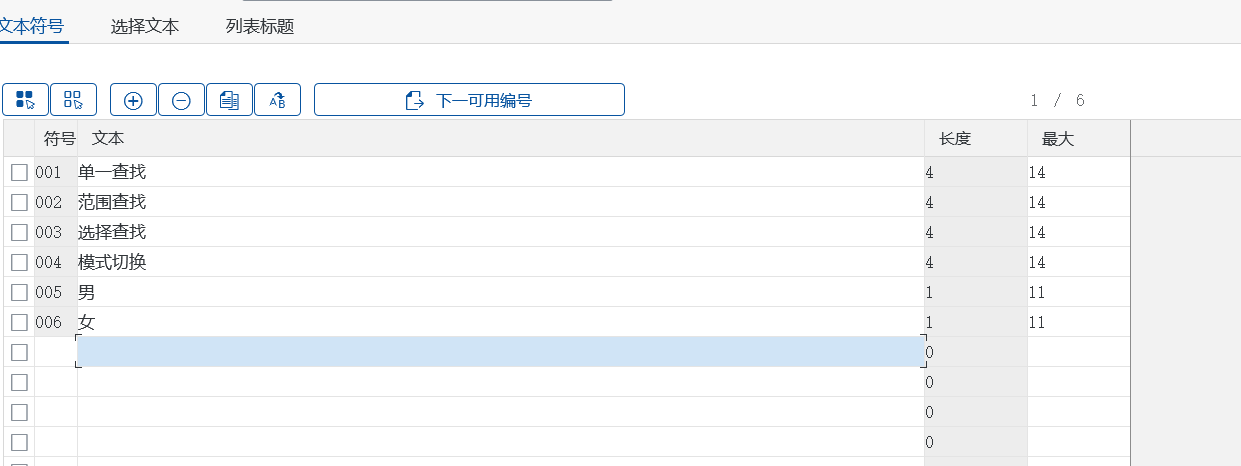 文本符号 选择文本 列表标题
下一可用编号 1 / 6
符号 文本 长度 最大
001 单一查找 4 14
002 范围查找 4 14
003 选择查找 4 14
004 模式切换 4 14
005 男 1 11
006 女 1 11
0
0
0
0